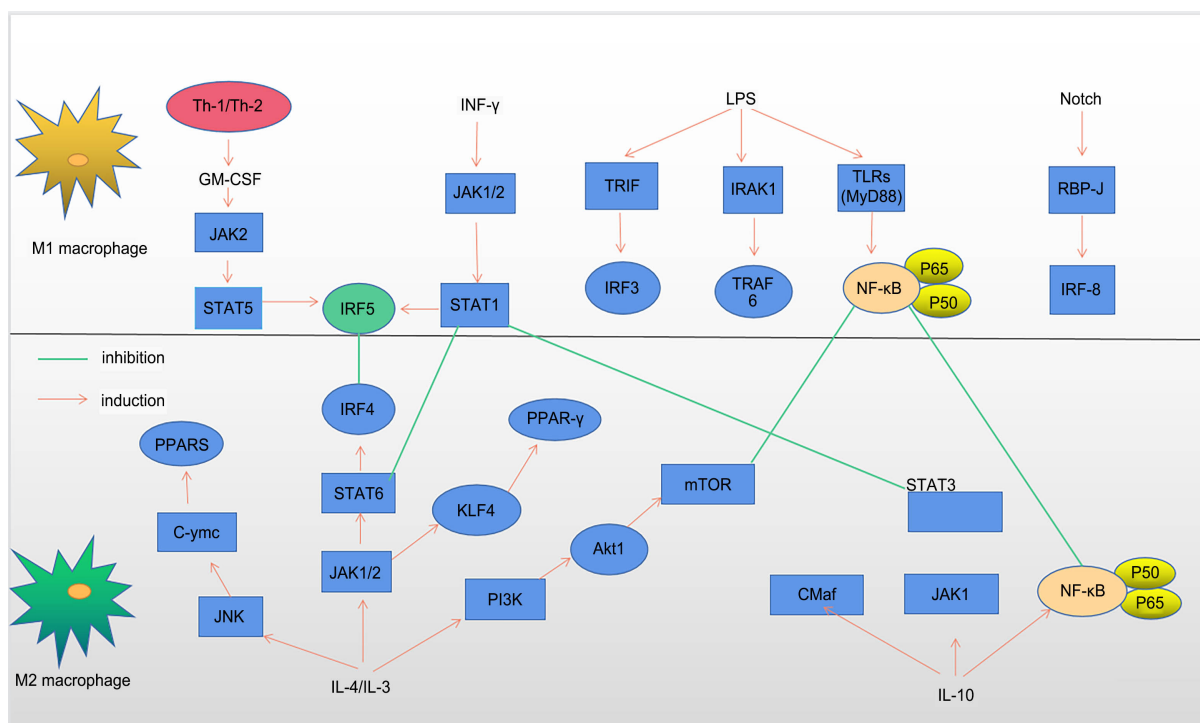 Th-1/Th-2
INF-γ
LPS
Notch
GM-CSF
JAK1/2
TRIF
IRAK1
TLRs
(MyD88)
RBP-J
M1 macrophage
JAK2
STAT5
IRF5
STAT1
IRF3
TRAF
6
NF-κB
P65
P50
IRF-8
inhibition
induction
IRF4
PPAR-γ
PPARS
STAT6
KLF4
mTOR
STAT3
C-ymc
Akt1
JAK1/2
PI3K
CMaf
JAK1
NF-κB
P50
P65
JNK
M2 macrophage
IL-4/IL-3
IL-10